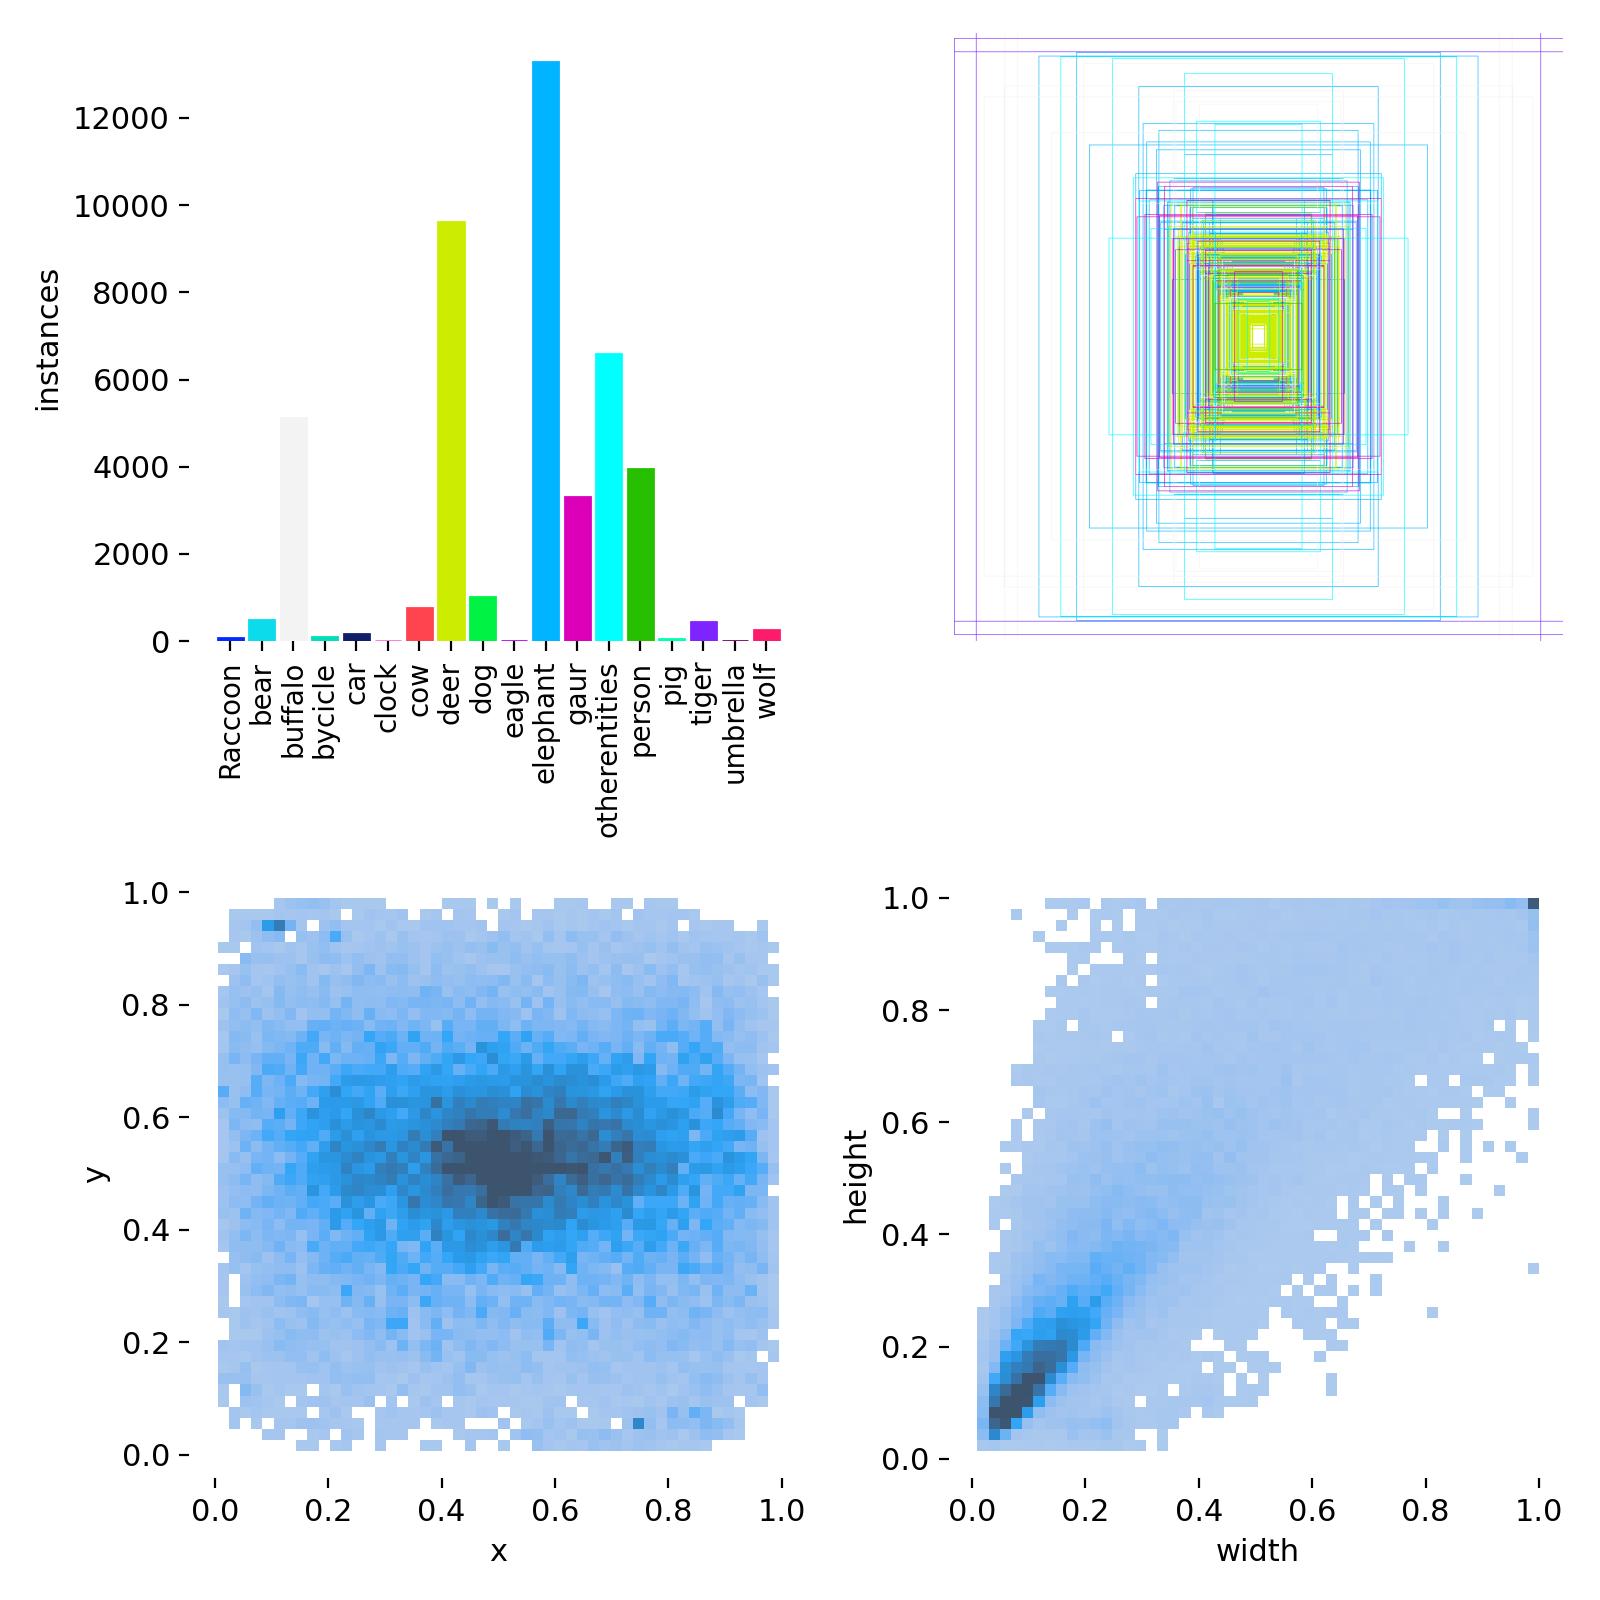 instances
12000
10000
8000
6000
4000
2000
0
Raccoon
bear
buffalo
bycicle
car
clock
cow
deer
dog
eagle
elephant
gaur
otherentities
person
pig
tiger
umbrella
wolf
y
1.0
0.8
0.6
0.4
0.2
0.0
0.0 0.2 0.4 0.6 0.8 1.0
x
height
1.0
0.8
0.6
0.4
0.2
0.0
0.0 0.2 0.4 0.6 0.8 1.0
width